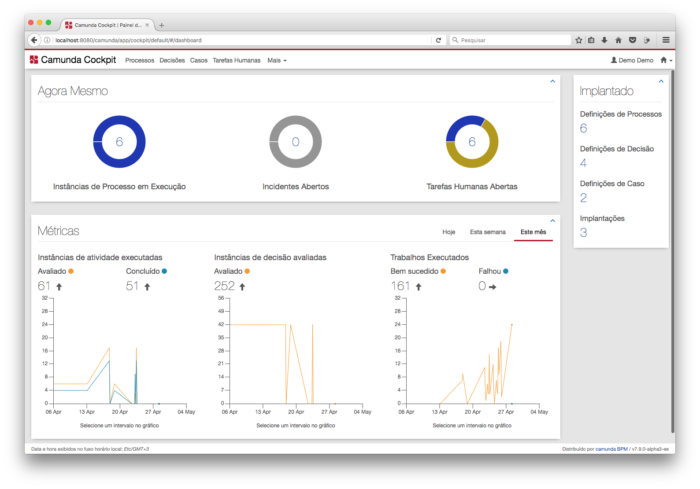 Camunda Cockpit | Painel d...
localhost:8080/camunda/app/cockpit/default/#/dashboard
Pesquisar
Camunda Cockpit Processos Decisões Casos Tarefas Humanas Mais
Demo Demo
Agora Mesmo
6
0
6
Instâncias de Processo em Execução
Incidentes Abertos
Tarefas Humanas Abertas
Implantado
Definições de Processos
6
Definições de Decisão
4
Definições de Caso
2
Implantações
3
Métricas
Hoje Esta semana Este mês
Instâncias de atividade executadas
Avaliado Concluído
61 51
32
28
24
20
16
12
8
4
0
06 Apr 13 Apr 20 Apr 27 Apr 04 May
Selecione um intervalo no gráfico
Instâncias de decisão avaliadas
Avaliado
252
56
49
42
35
28
21
14
7
0
06 Apr 13 Apr 20 Apr 27 Apr 04 May
Selecione um intervalo no gráfico
Trabalhos Executados
Bem sucedido Falhou
161 0
32
28
24
20
16
12
8
4
0
06 Apr 13 Apr 20 Apr 27 Apr 04 May
Selecione um intervalo no gráfico
Data e hora exibidos no fuso horário local: Etc/GMT+3
Distribuído por camunda BPM / v7.9.0-alpha3-ee